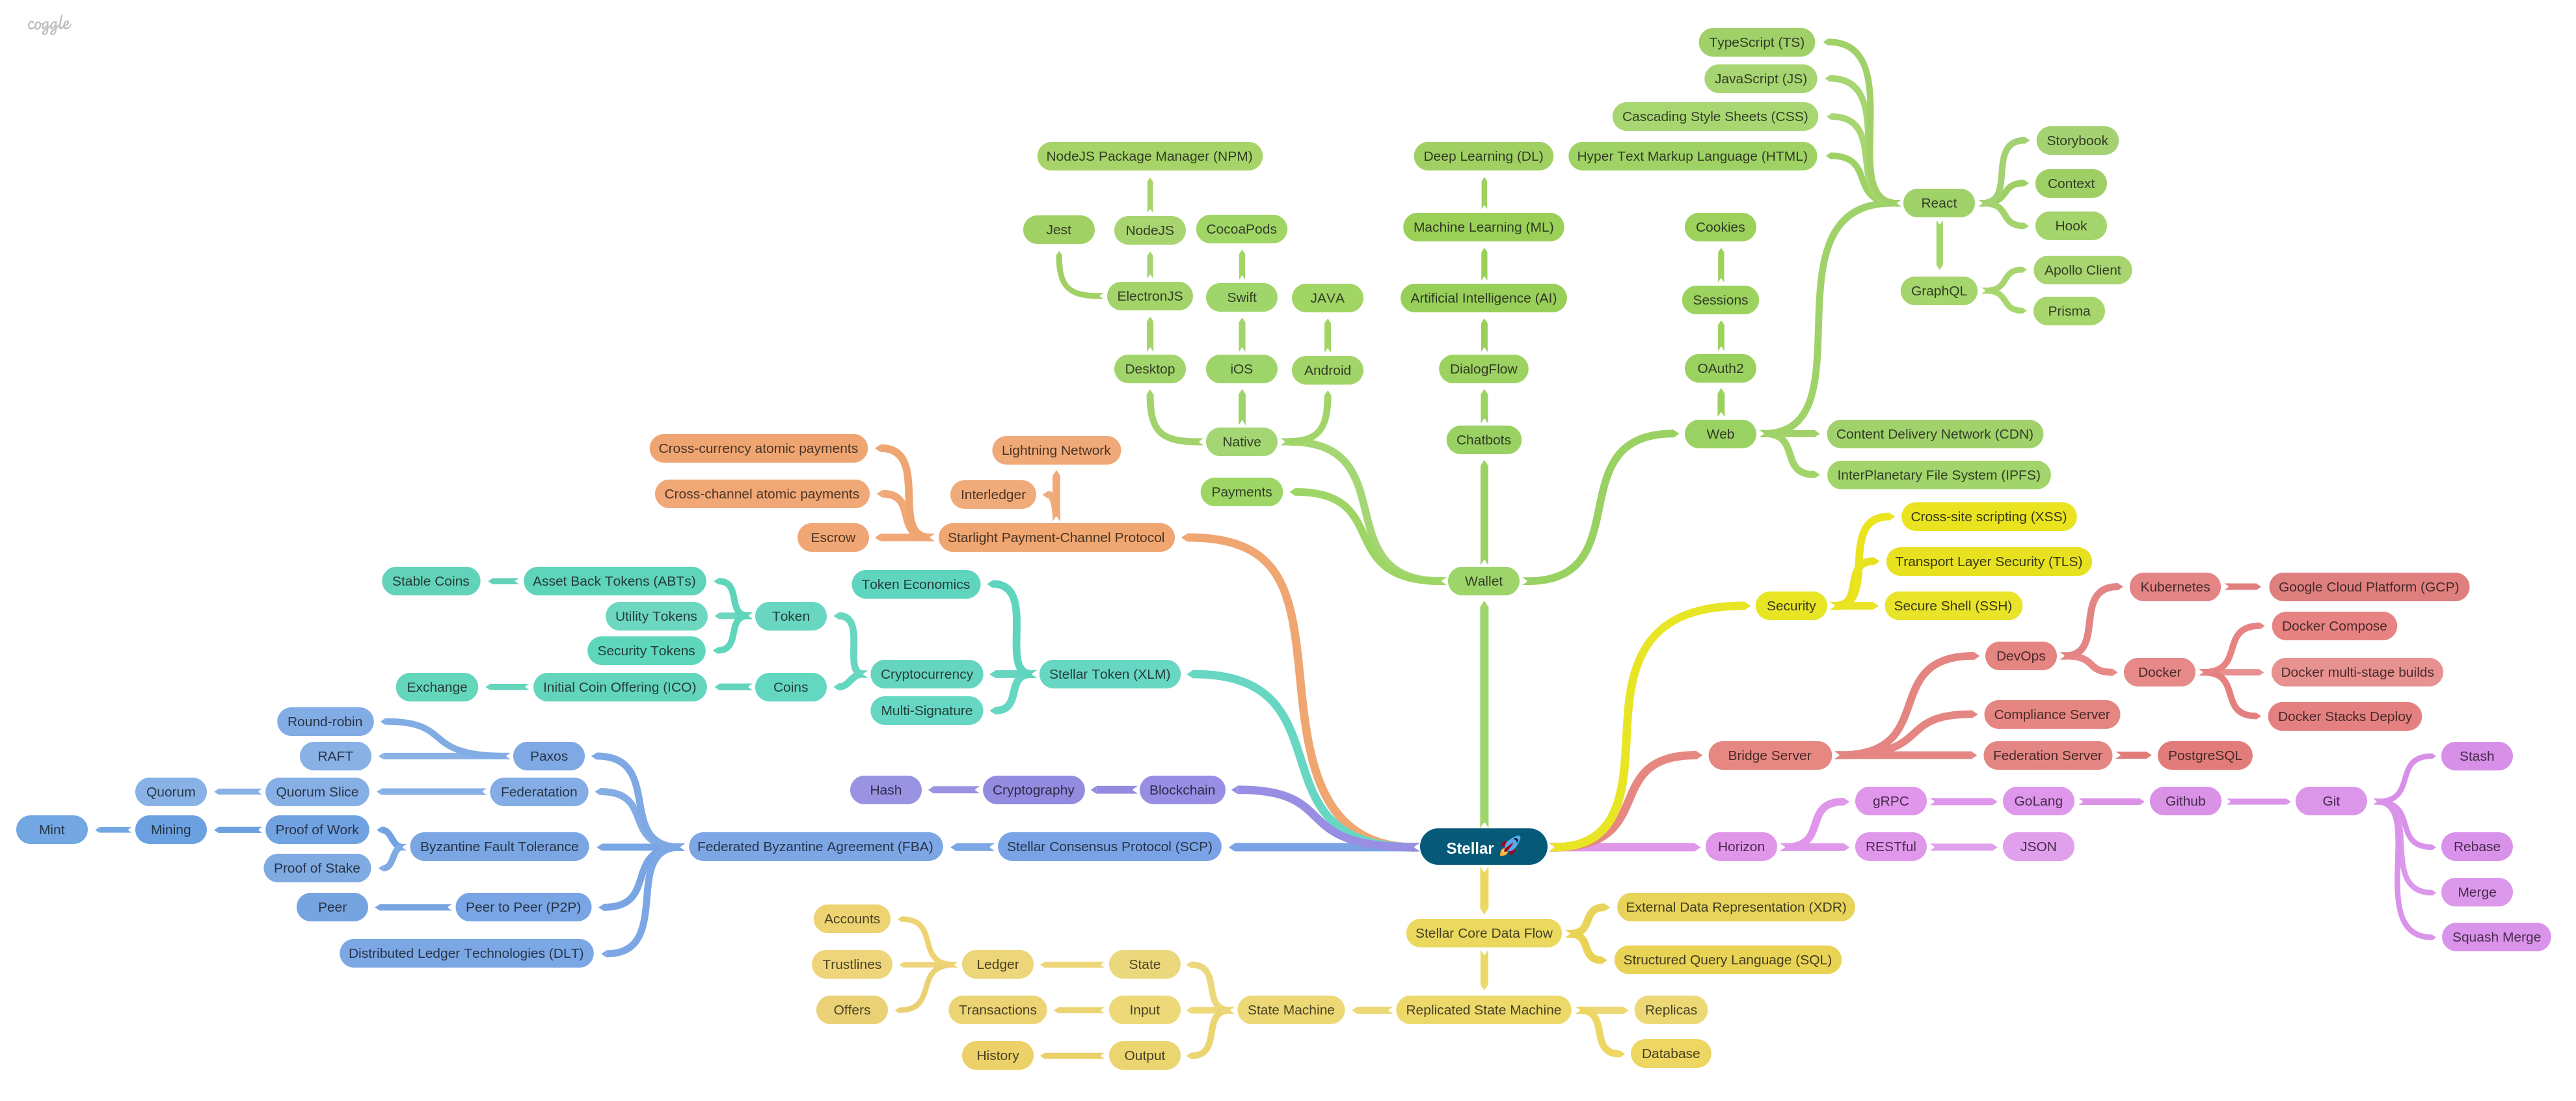 coggle
TypeScript (TS)
JavaScript (JS)
Cascading Style Sheets (CSS)
Hyper Text Markup Language (HTML)
React
Storybook
Context
Hook
GraphQL
Apollo Client
Prisma
NodeJS Package Manager (NPM)
Jest
NodeJS
CocoaPods
ElectronJS
Swift
JAVA
Desktop
iOS
Android
Native
Payments
Deep Learning (DL)
Machine Learning (ML)
Artificial Intelligence (AI)
DialogFlow
Chatbots
Wallet
Cookies
Sessions
OAuth2
Web
Content Delivery Network (CDN)
InterPlanetary File System (IPFS)
Cross-currency atomic payments
Cross-channel atomic payments
Escrow
Lightning Network
Interledger
Starlight Payment-Channel Protocol
Stable Coins
Asset Back Tokens (ABTs)
Utility Tokens
Security Tokens
Token
Token Economics
Exchange
Initial Coin Offering (ICO)
Coins
Cryptocurrency
Multi-Signature
Stellar Token (XLM)
Cross-site scripting (XSS)
Transport Layer Security (TLS)
Secure Shell (SSH)
Security
Kubernetes
Google Cloud Platform (GCP)
DevOps
Docker
Docker Compose
Docker multi-stage builds
Docker Stacks Deploy
Compliance Server
Bridge Server
Federation Server
PostgreSQL
Round-robin
RAFT
Paxos
Quorum
Quorum Slice
Federatation
Mint
Mining
Proof of Work
Proof of Stake
Byzantine Fault Tolerance
Peer
Peer to Peer (P2P)
Distributed Ledger Technologies (DLT)
Hash
Cryptography
Blockchain
Federated Byzantine Agreement (FBA)
Stellar Consensus Protocol (SCP)
Stellar
Horizon
gRPC
GoLang
Github
Git
RESTful
JSON
Stash
Rebase
Merge
Squash Merge
Stellar Core Data Flow
External Data Representation (XDR)
Structured Query Language (SQL)
Accounts
Trustlines
Offers
Ledger
State
Transactions
Input
History
Output
State Machine
Replicated State Machine
Replicas
Database